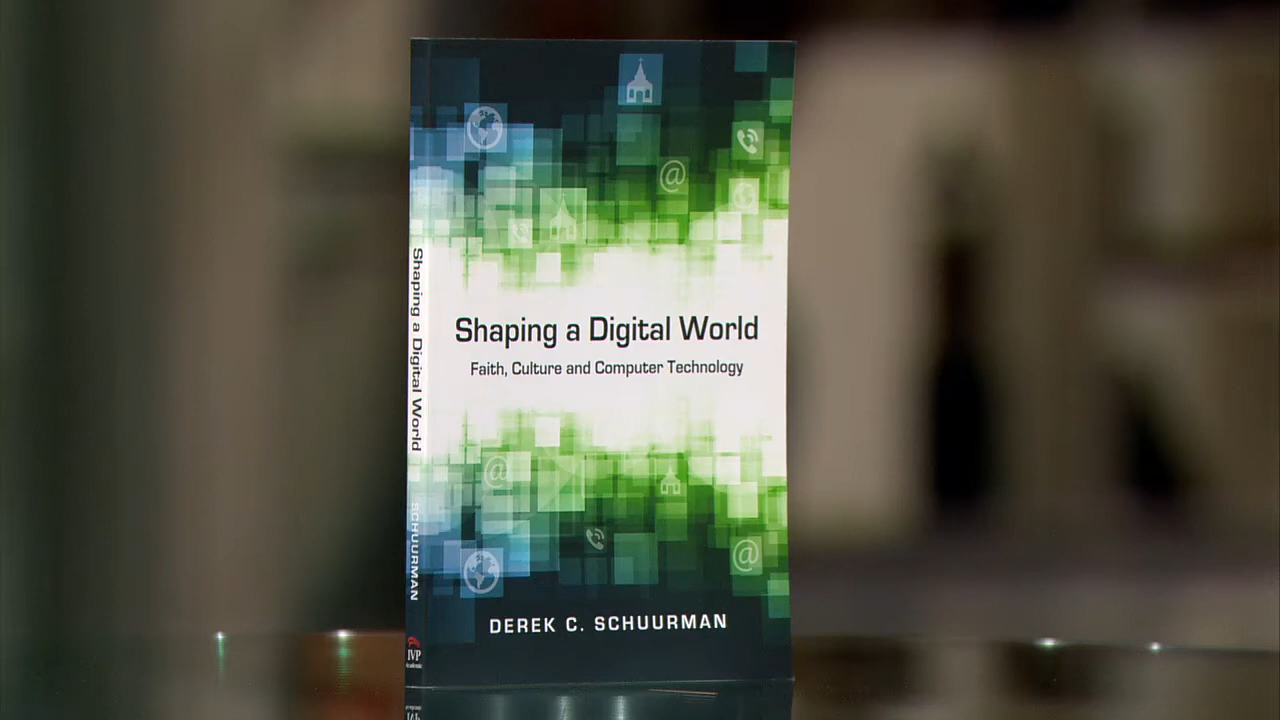 Shaping a Digital World
Faith, Culture and Computer Technology
DEREK C. SCHUURMAN
Shaping a Digital World
SCHUURMAN
IVP